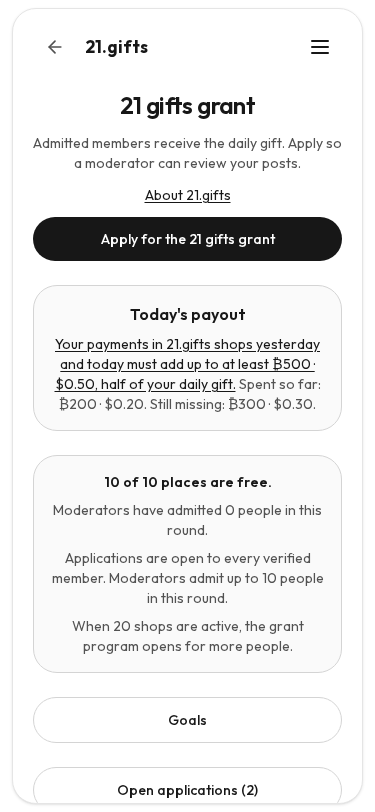 21.gifts
21 gifts grant
Admitted members receive the daily gift. Apply so
a moderator can review your posts.
About 21.gifts
Apply for the 21 gifts grant
Today's payout
Your payments in 21.gifts shops yesterday
and today must add up to at least ₿500 ·
$0.50, half of your daily gift. Spent so far:
₿200 · $0.20. Still missing: ₿300 · $0.30.
10 of 10 places are free.
Moderators have admitted 0 people in this
round.
Applications are open to every verified
member. Moderators admit up to 10 people
in this round.
When 20 shops are active, the grant
program opens for more people.
Goals
Open applications (2)